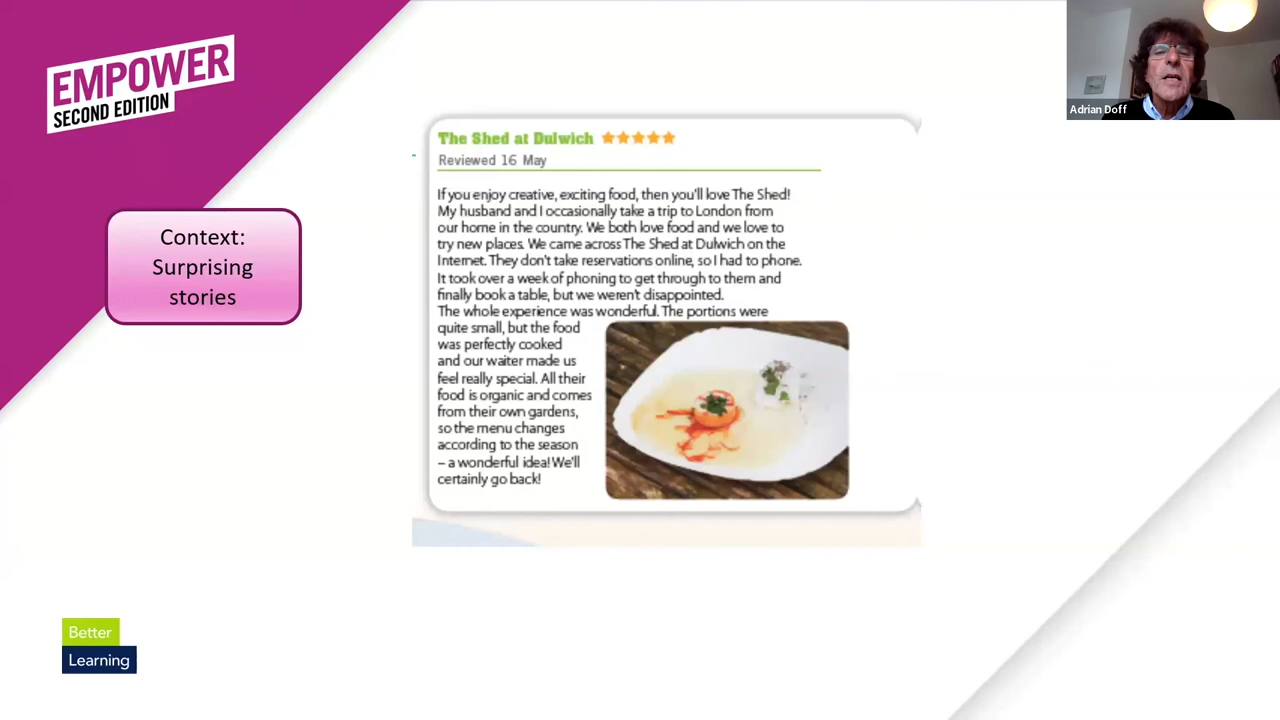 EMPOWER
SECOND EDITION
Adrian Doff
Context:
Surprising
stories
The Shed at Dulwich
Reviewed 16 May
If you enjoy creative, exciting food, then you'll love The Shed!
My husband and I occasionally take a trip to London from
our home in the country. We both love food and we love to
try new places. We came across The Shed at Dulwich on the
Internet. They don't take reservations online, so I had to phone.
It took over a week of phoning to get through to them and
finally book a table, but we weren't disappointed.
The whole experience was wonderful. The portions were
quite small, but the food
was perfectly cooked
and our waiter made us
feel really special. All their
food is organic and comes
from their own gardens,
so the menu changes
according to the season
– a wonderful idea! We'll
certainly go back!
Better
Learning